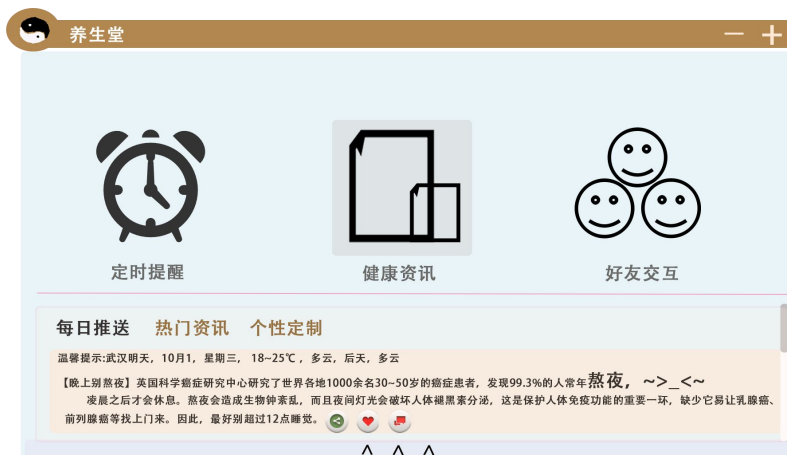 养生堂
定时提醒 健康资讯 好友交互
每日推送 热门资讯 个性定制
温馨提示:武汉明天，10月1，星期三， 18~25℃ ，多云，后天，多云
【晚上别熬夜】英国科学癌症研究中心研究了世界各地1000余名30~50岁的癌症患者，发现99.3%的人常年熬夜，~>_<~
凌晨之后才会休息。熬夜会造成生物钟紊乱，而且夜间灯光会破坏人体褪黑素分泌，这是保护人体免疫功能的重要一环，缺少它易让乳腺癌、
前列腺癌等找上门来。因此，最好别超过12点睡觉。